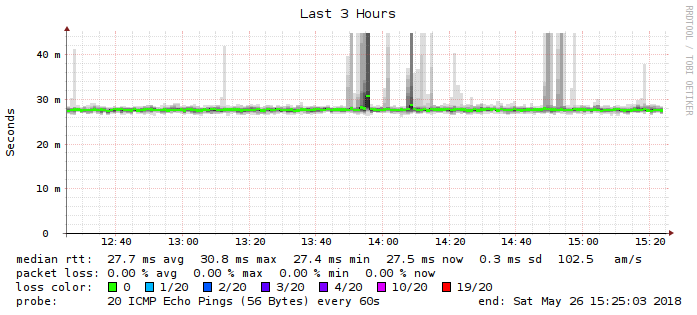 Last 3 Hours
RRDTOOL / TOBI OETIKER
Seconds
40 m
30 m
20 m
10 m
0
12:40 13:00 13:20 13:40 14:00 14:20 14:40 15:00 15:20
median rtt: 27.7 ms avg 30.8 ms max 27.4 ms min 27.5 ms now 0.3 ms sd 102.5 am/s
packet loss: 0.00 % avg 0.00 % max 0.00 % min 0.00 % now
loss color: 0 1/20 2/20 3/20 4/20 10/20 19/20
probe: 20 ICMP Echo Pings (56 Bytes) every 60s end: Sat May 26 15:25:03 2018